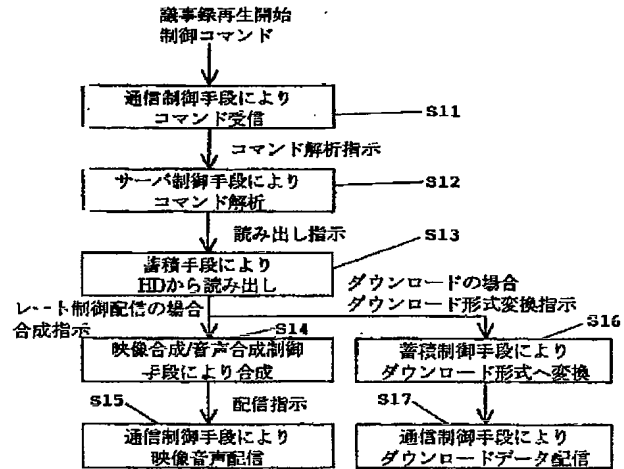 議事録再生開始
制御コマンド
通信制御手段により
コマンド受信
S11
コマンド解析指示
サーバ制御手段により
コマンド解析
S12
読み出し指示
S13
蓄積手段により
HDから読み出し
レート制御配信の場合
合成指示
ダウンロードの場合
ダウンロード形式変換指示
S14
映像合成/音声合成制御
手段により合成
S16
蓄積制御手段により
ダウンロード形式へ変換
S15
配信指示
通信制御手段により
映像音声配信
S17
通信制御手段により
ダウンロードデータ配信